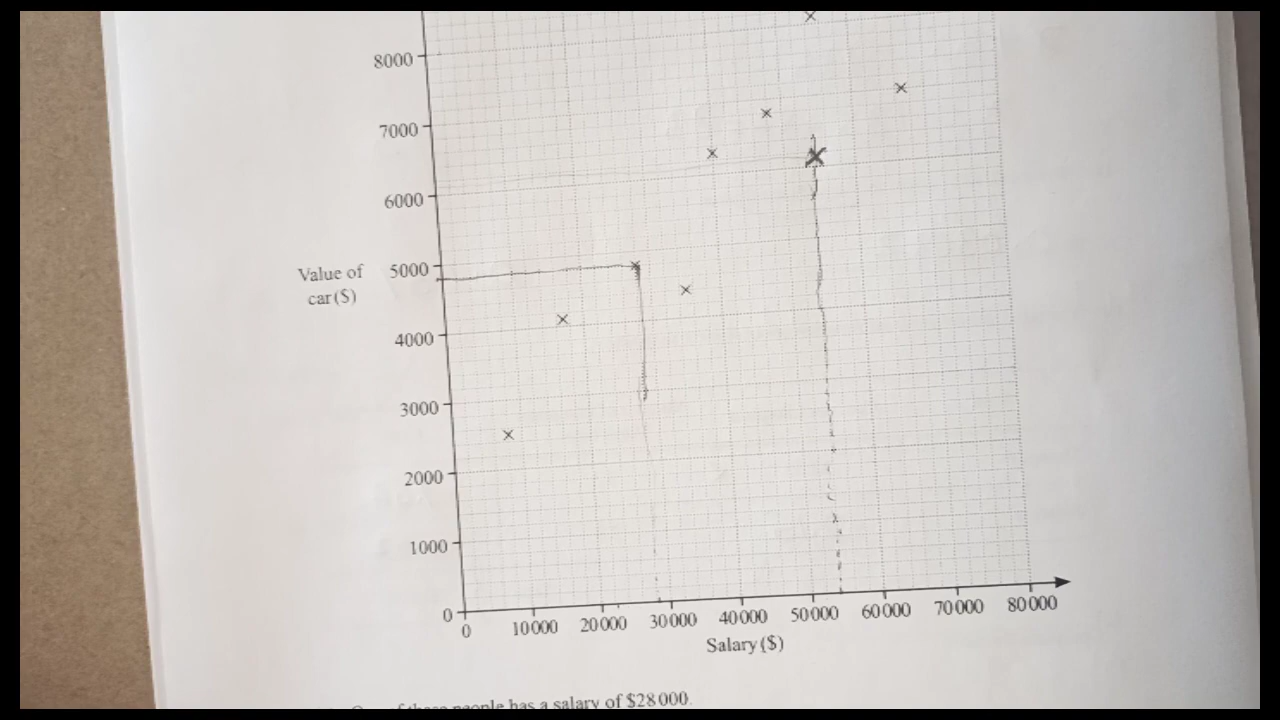 8000
7000
6000
Value of
car ($)
5000
4000
3000
2000
1000
0
0 10000 20000 30000 40000 50000 60000 70000 80000
Salary ($)
these people has a salary of $28000.